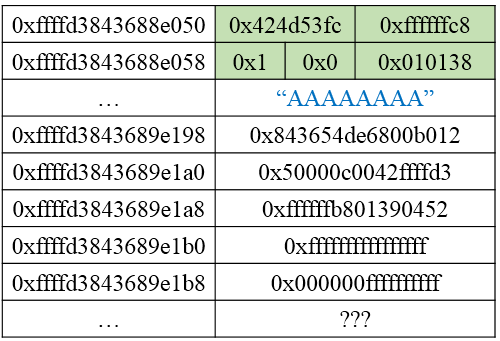 0xffffd3843688e050 0x424d53fc 0xffffffc8
0xffffd3843688e058 0x1 0x0 0x010138
… “AAAAAAAA”
0xffffd3843689e198 0x843654de6800b012
0xffffd3843689e1a0 0x50000c0042ffffd3
0xffffd3843689e1a8 0xffffffb801390452
0xffffd3843689e1b0 0xffffffffffffffff
0xffffd3843689e1b8 0x000000ffffffffff
… ???